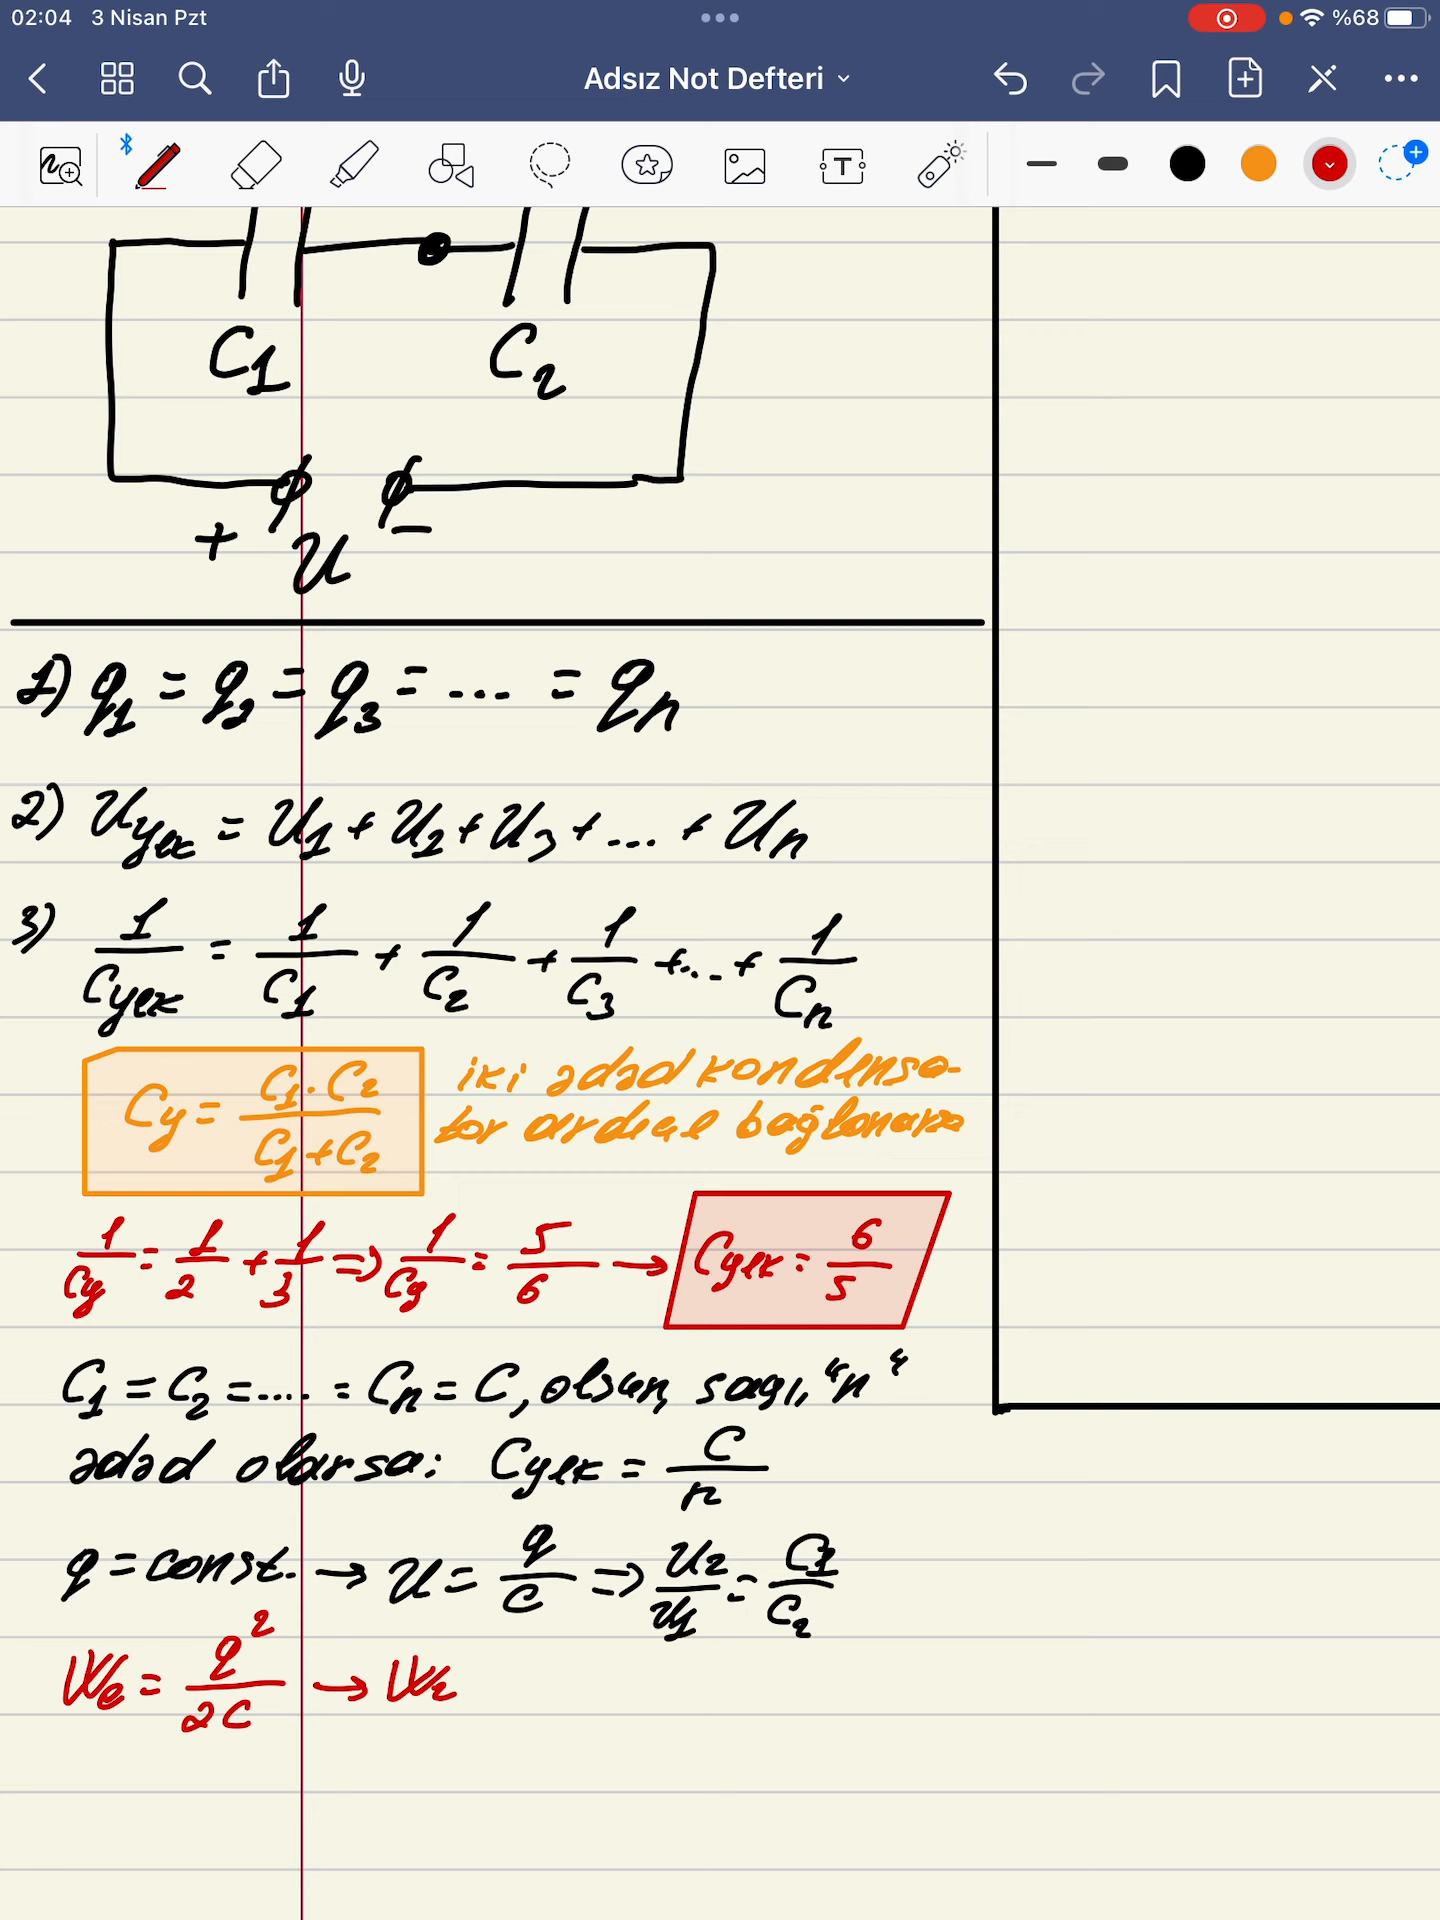 02:04 3 Nisan Pzt
%68
Adsız Not Defteri
C₁ C₂
+ U −
1) q₁ = q₂ = q₃ = ... = qₙ
2) Uyek = U₁ + U₂ + U₃ + ... + Uₙ
3) 1/Cyek = 1/C₁ + 1/C₂ + 1/C₃ + ... + 1/Cₙ
Cy = C₁·C₂/C₁+C₂ iki ədəd kondensa-
tor ardıcıl bağlanarsa
1/Cy = 1/2 + 1/3 => 1/Cy = 5/6 → Cyek = 6/5
C₁ = C₂ = .... = Cₙ = C, olsun, sayı, "n"
ədəd olarsa: Cyek = C/n
q = const. → U = q/C => U₂/U₁ = C₁/C₂
Wₑ = q²/2C → W₂